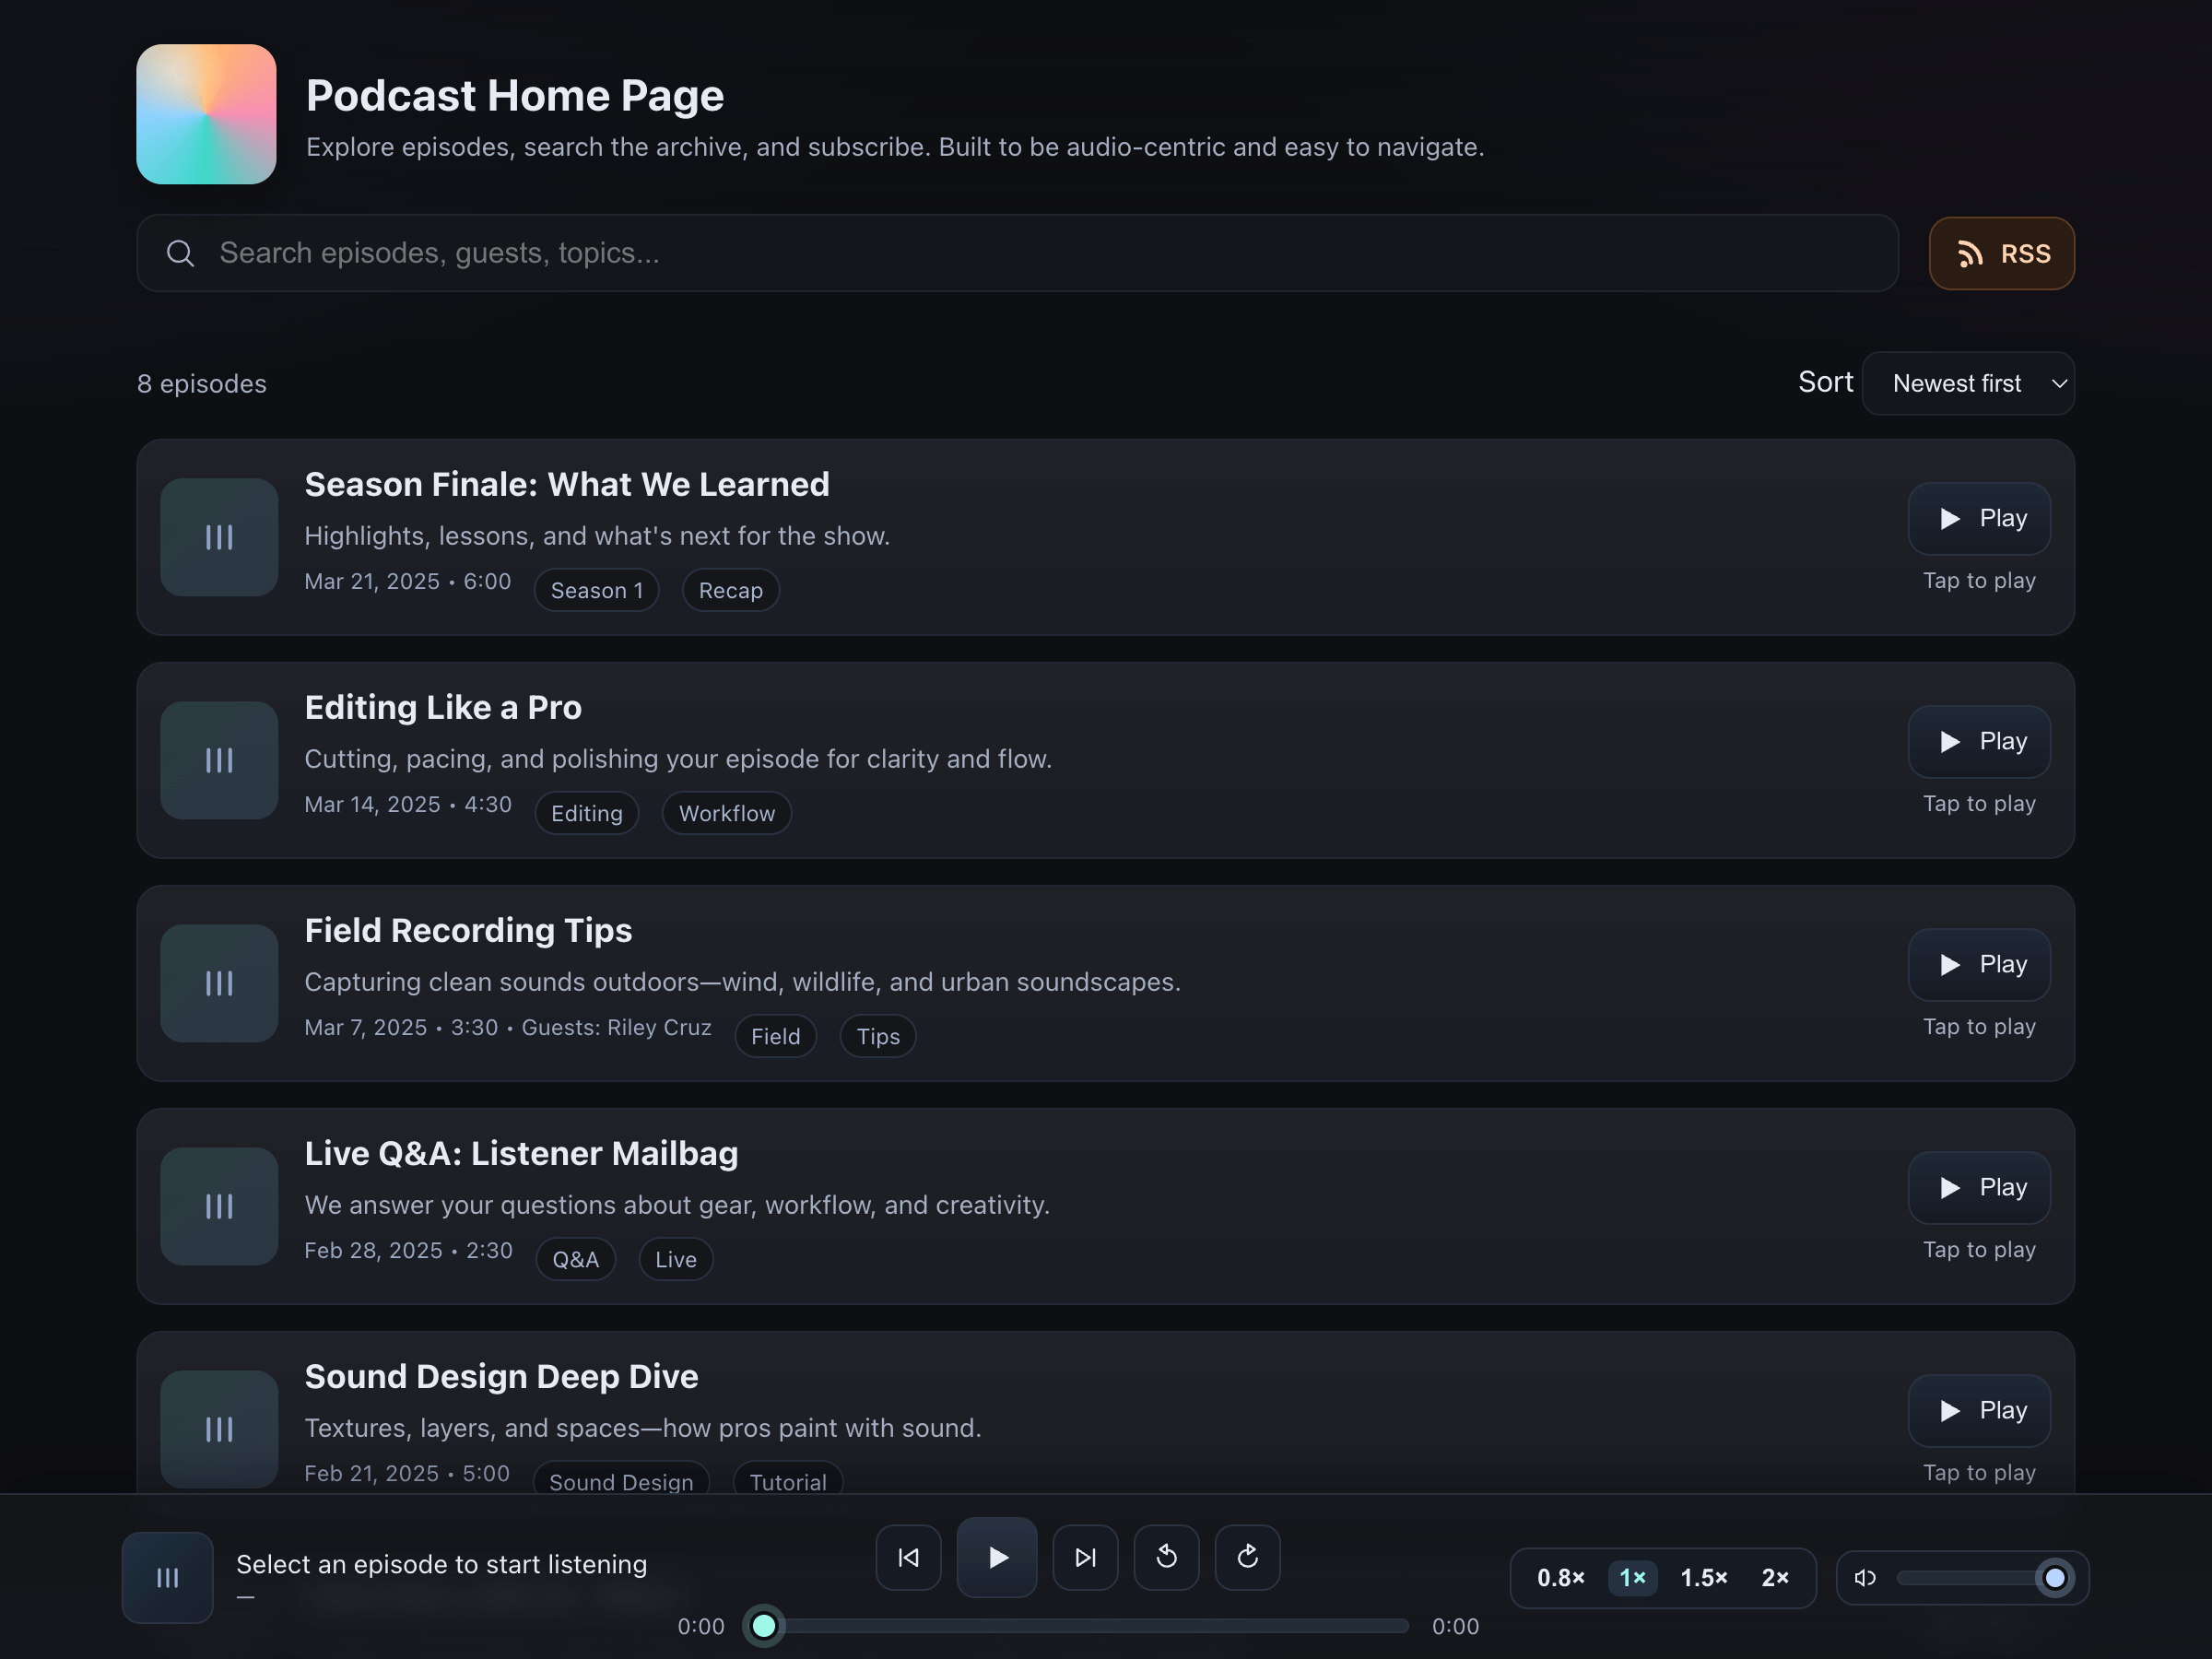 Podcast Home Page
Explore episodes, search the archive, and subscribe. Built to be audio-centric and easy to navigate.
Search episodes, guests, topics...
RSS
8 episodes
Sort
Newest first
Season Finale: What We Learned
Highlights, lessons, and what's next for the show.
Mar 21, 2025 • 6:00
Season 1
Recap
Play
Tap to play
Editing Like a Pro
Cutting, pacing, and polishing your episode for clarity and flow.
Mar 14, 2025 • 4:30
Editing
Workflow
Play
Tap to play
Field Recording Tips
Capturing clean sounds outdoors—wind, wildlife, and urban soundscapes.
Mar 7, 2025 • 3:30 • Guests: Riley Cruz
Field
Tips
Play
Tap to play
Live Q&A: Listener Mailbag
We answer your questions about gear, workflow, and creativity.
Feb 28, 2025 • 2:30
Q&A
Live
Play
Tap to play
Sound Design Deep Dive
Textures, layers, and spaces—how pros paint with sound.
Feb 21, 2025 • 5:00
Sound Design
Tutorial
Play
Tap to play
Select an episode to start listening
—
0:00
0:00
0.8×
1×
1.5×
2×